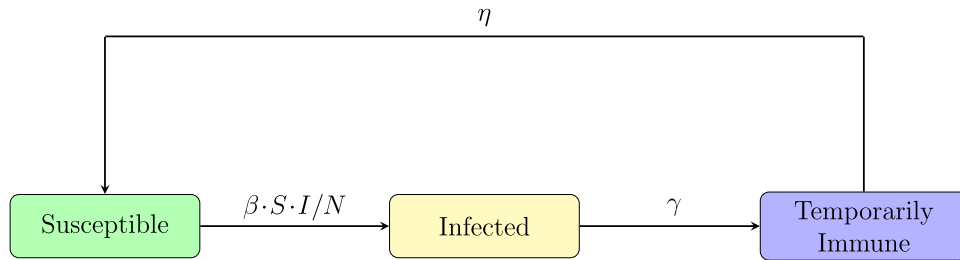 η
β·S·I/N
γ
Susceptible
Infected
Temporarily
Immune